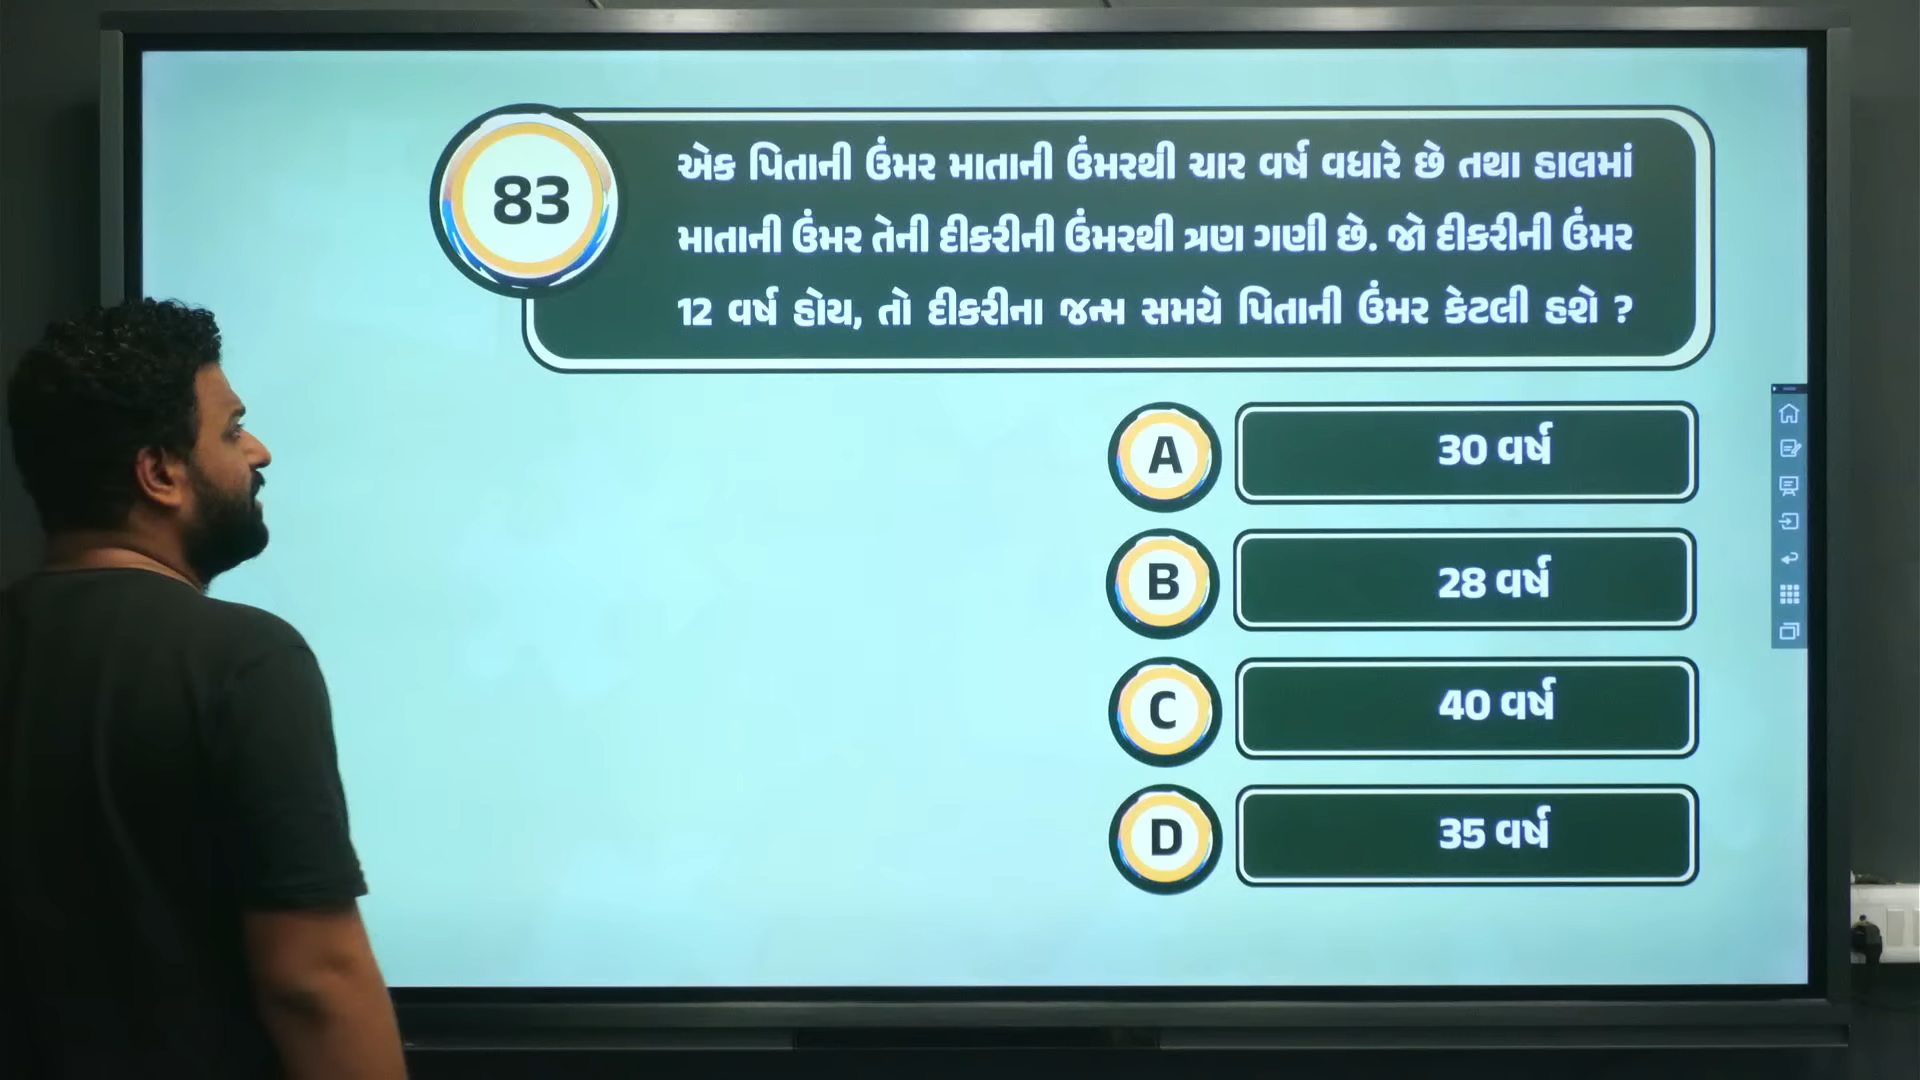 83
એક પિતાની ઉંમર માતાની ઉંમરથી ચાર વર્ષ વધારે છે તથા હાલમાં
માતાની ઉંમર તેની દીકરીની ઉંમરથી ત્રણ ગણી છે. જો દીકરીની ઉંમર
12 વર્ષ હોય, તો દીકરીના જન્મ સમયે પિતાની ઉંમર કેટલી હશે ?
A 30 વર્ષ
B 28 વર્ષ
C 40 વર્ષ
D 35 વર્ષ